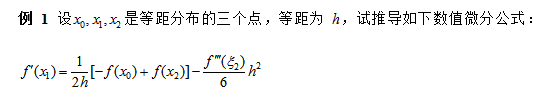 例 1 设x₀, x₁, x₂是等距分布的三个点，等距为 h，试推导如下数值微分公式：
f′(x₁) = \frac{1}{2h}[−f(x₀) + f(x₂)] − \frac{f‴(ξ₂)}{6} h²